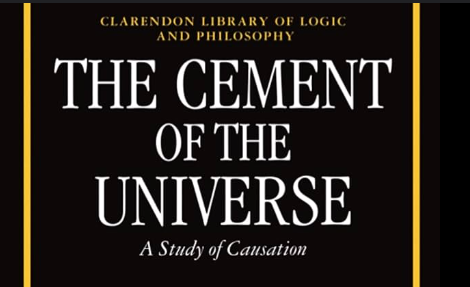 CLARENDON LIBRARY OF LOGIC
AND PHILOSOPHY
THE CEMENT
OF THE
UNIVERSE
A Study of Causation